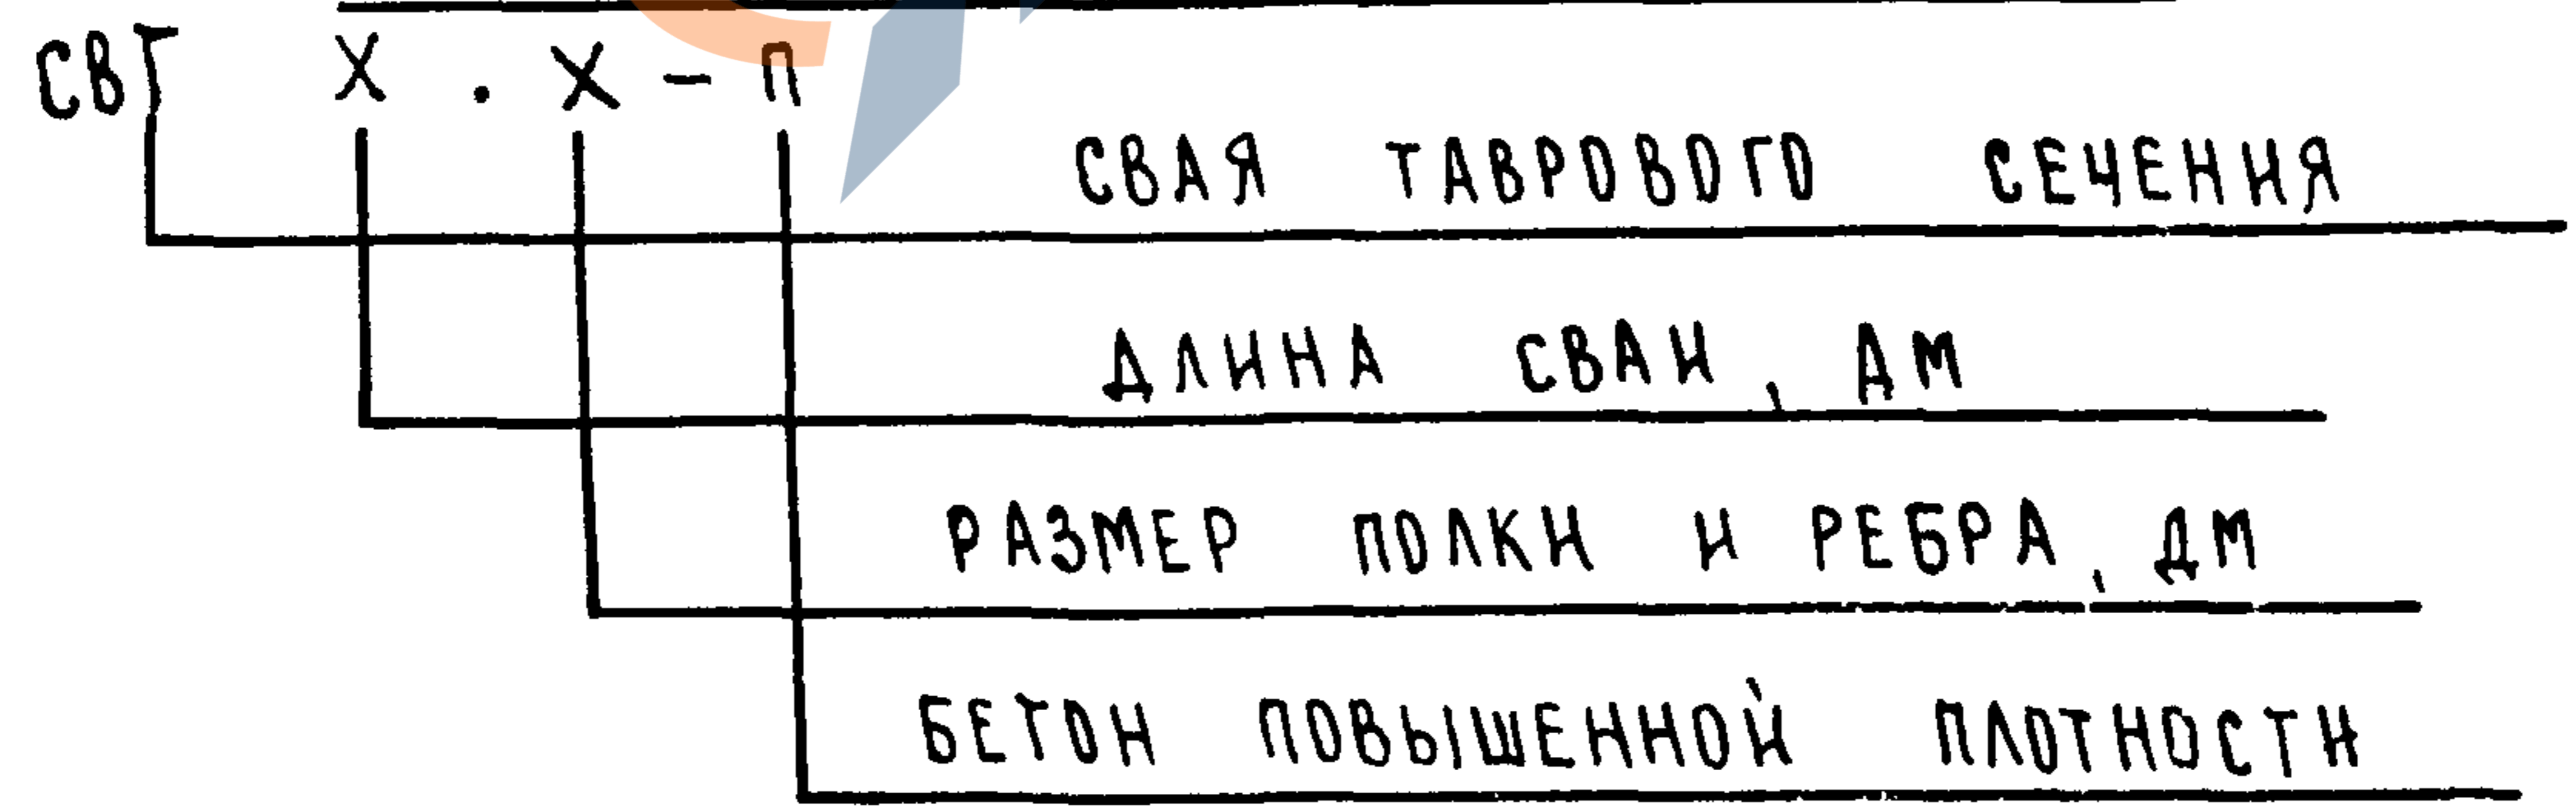 СВТ Х . Х - П
СВАЯ ТАВРОВОГО СЕЧЕНИЯ
ДЛИНА СВАИ, ДМ
РАЗМЕР ПОЛКИ И РЕБРА, ДМ
БЕТОН ПОВЫШЕННОЙ ПЛОТНОСТИ